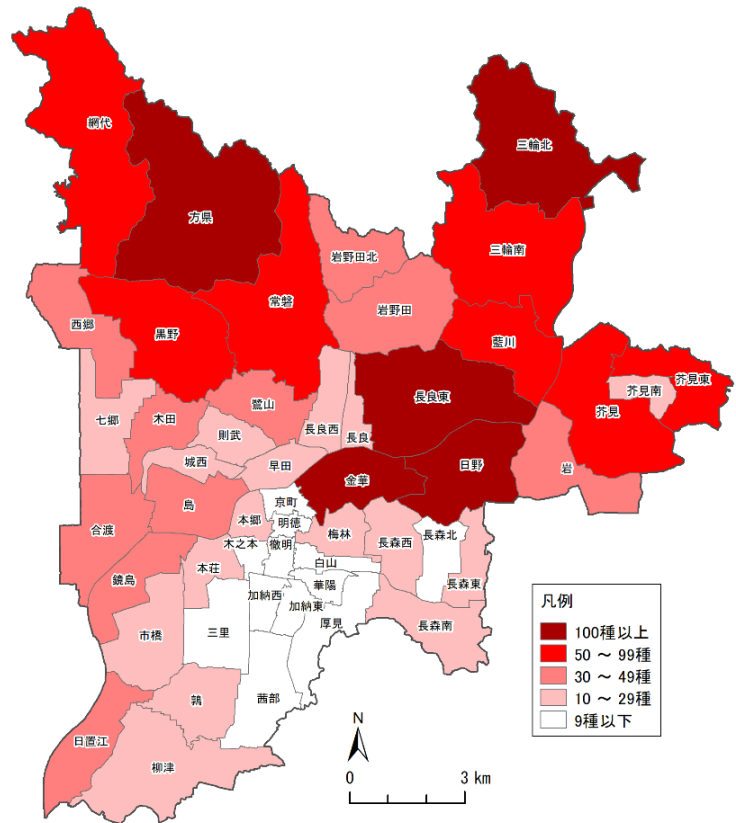 網代
三輪北
方県
三輪南
岩野田北
常磐
岩野田
西郷
黒野
藍川
芥見東
芥見南
長良東
鷺山
芥見
七郷
木田
長良西
則武
長良
城西
早田
日野
岩
金華
島
京町
本郷
明徳
合渡
梅林
長森北
木之本
徹明
長森西
白山
本荘
鏡島
華陽
長森東
加納西
加納東
厚見
長森南
市橋
三里
鶉
茜部
日置江
柳津
凡例
100種以上
50 ～ 99種
30 ～ 49種
10 ～ 29種
9種以下
N
0 3 km